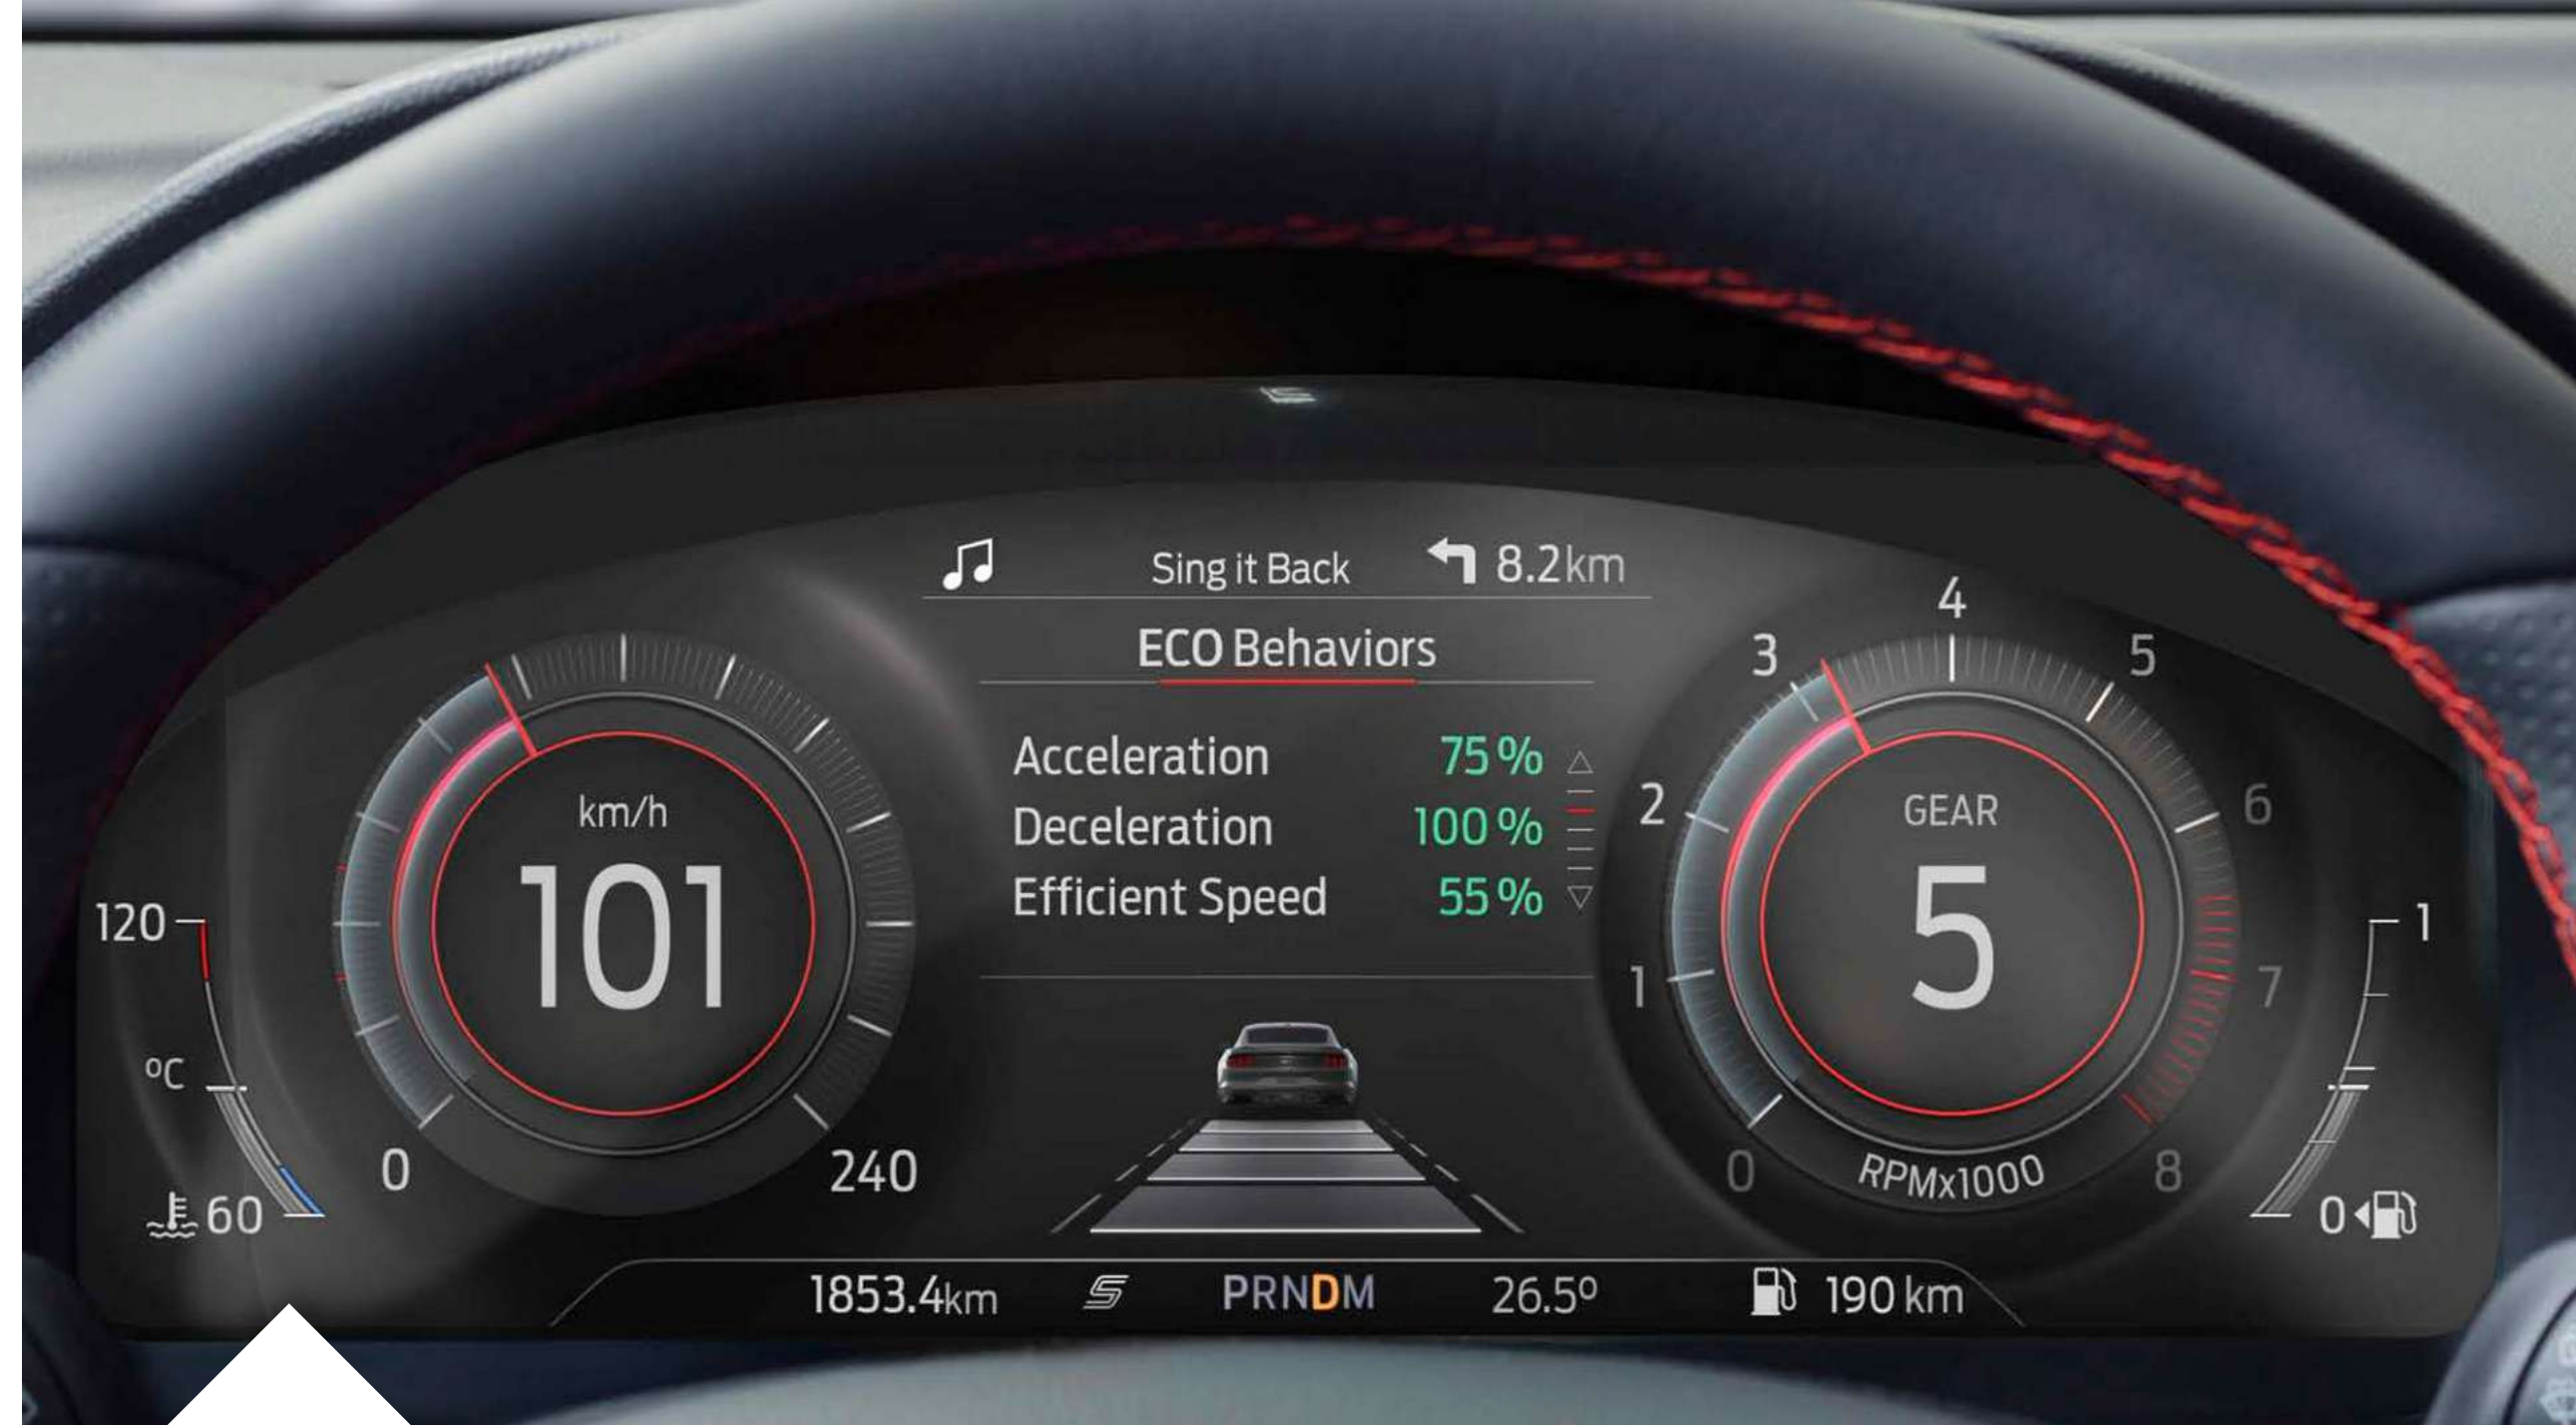 Sing it Back 8.2km
ECO Behaviors
Acceleration 75%
Deceleration 100%
Efficient Speed 55%
km/h
101
0
240
120
ºC
60
GEAR
5
0
1
2
3
4
5
6
7
8
RPMx1000
1
0
1853.4km PRNDM 26.5º 190 km